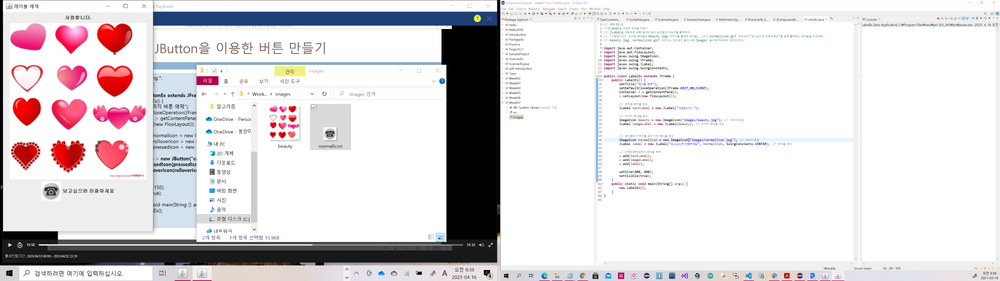 레이블 예제
t Explorer
사랑합니다.
보고싶으면 전화하세요
JButton을 이용한 버튼 만들기
ng.*;
tonEx extends JFra
Ex() {
미지 버튼 예제");
loseOperation(JFram
= getContentPane(
(new FlowLayout());
normalIcon = new I
rolloverIcon = new
pressedIcon = new
= new JButton("ca
ssedIcon(pressedIco
overIcon(rolloverIco
.150);
ue);
oid main(String [] ar
Ex();
관리
images
파일
홈
공유
보기
사진 도구
« Week... > images
images 검색
알고리즘
OneDrive - Person
OneDrive - 동양미
내 PC
3D 개체
다운로드
동영상
문서
바탕 화면
사진
음악
로컬 디스크 (C:)
네트워크
beauty
normalIcon
2개 항목
1개 항목 선택함 15.9KB
15:50
24:33
출석인정기간 : 2021/04/13 00:00 ~ 2021/04/22 23:59
검색하려면 여기에 입력하십시오.
A
오전 9:39
2021-04-16
4
eclipse-workspace - Week07/src/LabelEx.java - Eclipse IDE
File Edit Source Refactor Navigate Search Project Run Window Help
Package Explorer
Hello
Hello2030
introduction
PackageEx
Practice
Project3_1
SampleProject
ScannerEx
ScannerEx.java
self-introduction
Type
Week02
Week03
Week04
Week05
Week06
Week07
JRE System Library [JavaSE-1.8]
src
images
TypeConvers...
CircleArea.java
ScannerEx.java
ScannerSum.java
ArithmeticOp...
Practice09_0...
JComponentE...
LabelEx.java
1 // 예제 11-2
2 //JLabel을 이용한 레이블 만들기
3 // JLabel을 이용하여 실행 결과와 같이 문자열과 이미지를 출력하라.
4 // "사랑합니다" 문자열 레이블과 beauty.jpg 이미지를 출력한 레이블, 그리고 normalIcon.gif 이미지와 "보고싶으면 전화하세요"를 함께 출력하는 레이블을 작성하라.
5 // beauty.jpg, normalIcon.gif 이미지는 프로젝트 폴더 아래 Images 폴더에 저장되어 있어야 한다.
6
7 import java.awt.Container;
8 import java.awt.FlowLayout;
9 import javax.swing.ImageIcon;
10 import javax.swing.JFrame;
11 import javax.swing.JLabel;
12 import javax.swing.SwingConstants;
13
14 public class LabelEx extends JFrame {
15 public LabelEx() {
16 setTitle("레이블 예제");
17 setDefaultCloseOperation(JFrame.EXIT_ON_CLOSE);
18 Container c = getContentPane();
19 c.setLayout(new FlowLayout());
20
21 // 문자열 레이블 생성
22 JLabel textLabel = new JLabel("사랑합니다.");
23
24 // 이미지 레이블 생성
25 ImageIcon beauty = new ImageIcon("images/beauty.jpg"); // 이미지 로딩
26 JLabel imageLabel = new JLabel(beauty); // 이미지 레이블 생성
27
28
29 // 문자열과 이미지를 모두 가진 레이블 생성
30 ImageIcon normalIcon = new ImageIcon("images/normalIcon.jpg"); // 이미지 로딩
31 JLabel label = new JLabel("보고싶으면 전화하세요", normalIcon, SwingConstants.CENTER); // 레이블 생성
32
33 // 컨텐트팬에 3개의 레이블 부착
34 c.add(textLabel);
35 c.add(imageLabel);
36 c.add(label);
37
38 setSize(400, 600);
39 setVisible(true);
40 }
41 public static void main(String[] args) {
42 new LabelEx();
43 }
44 }
45
Console
LabelEx [Java Application] C:₩Program Files₩Java₩jre1.8.0_241₩bin₩javaw.exe (2021. 4. 16 오전
Writable
Smart Insert
30 : 69 : 950
오전 9:39
2021-04-16